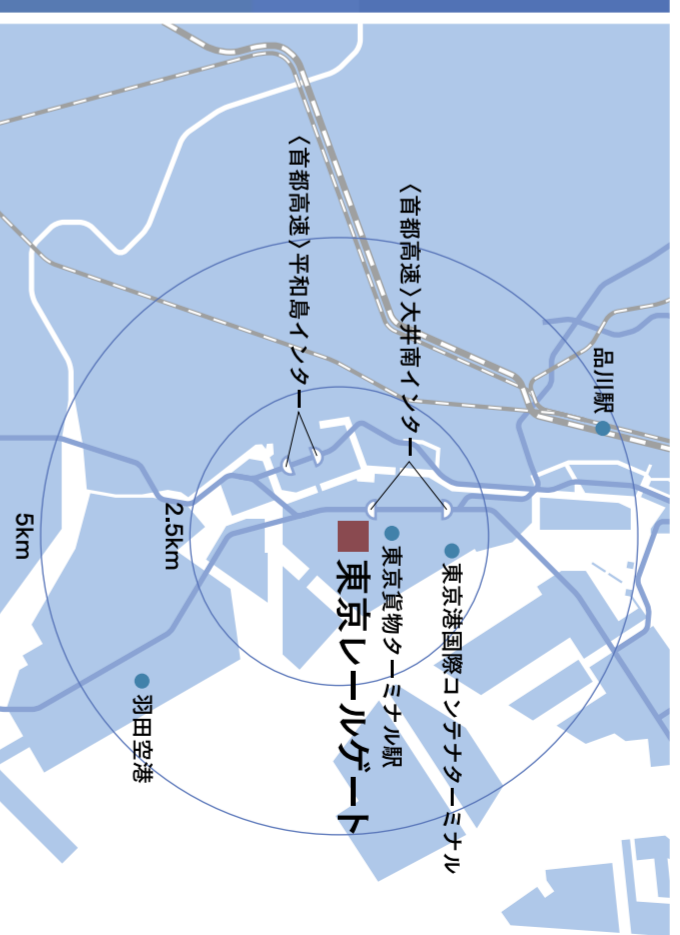 品川駅
〈首都高速〉大井南インター
〈首都高速〉平和島インター
東京港国際コンテナターミナル
東京貨物ターミナル駅
東京レールゲート
2.5km
羽田空港
5km